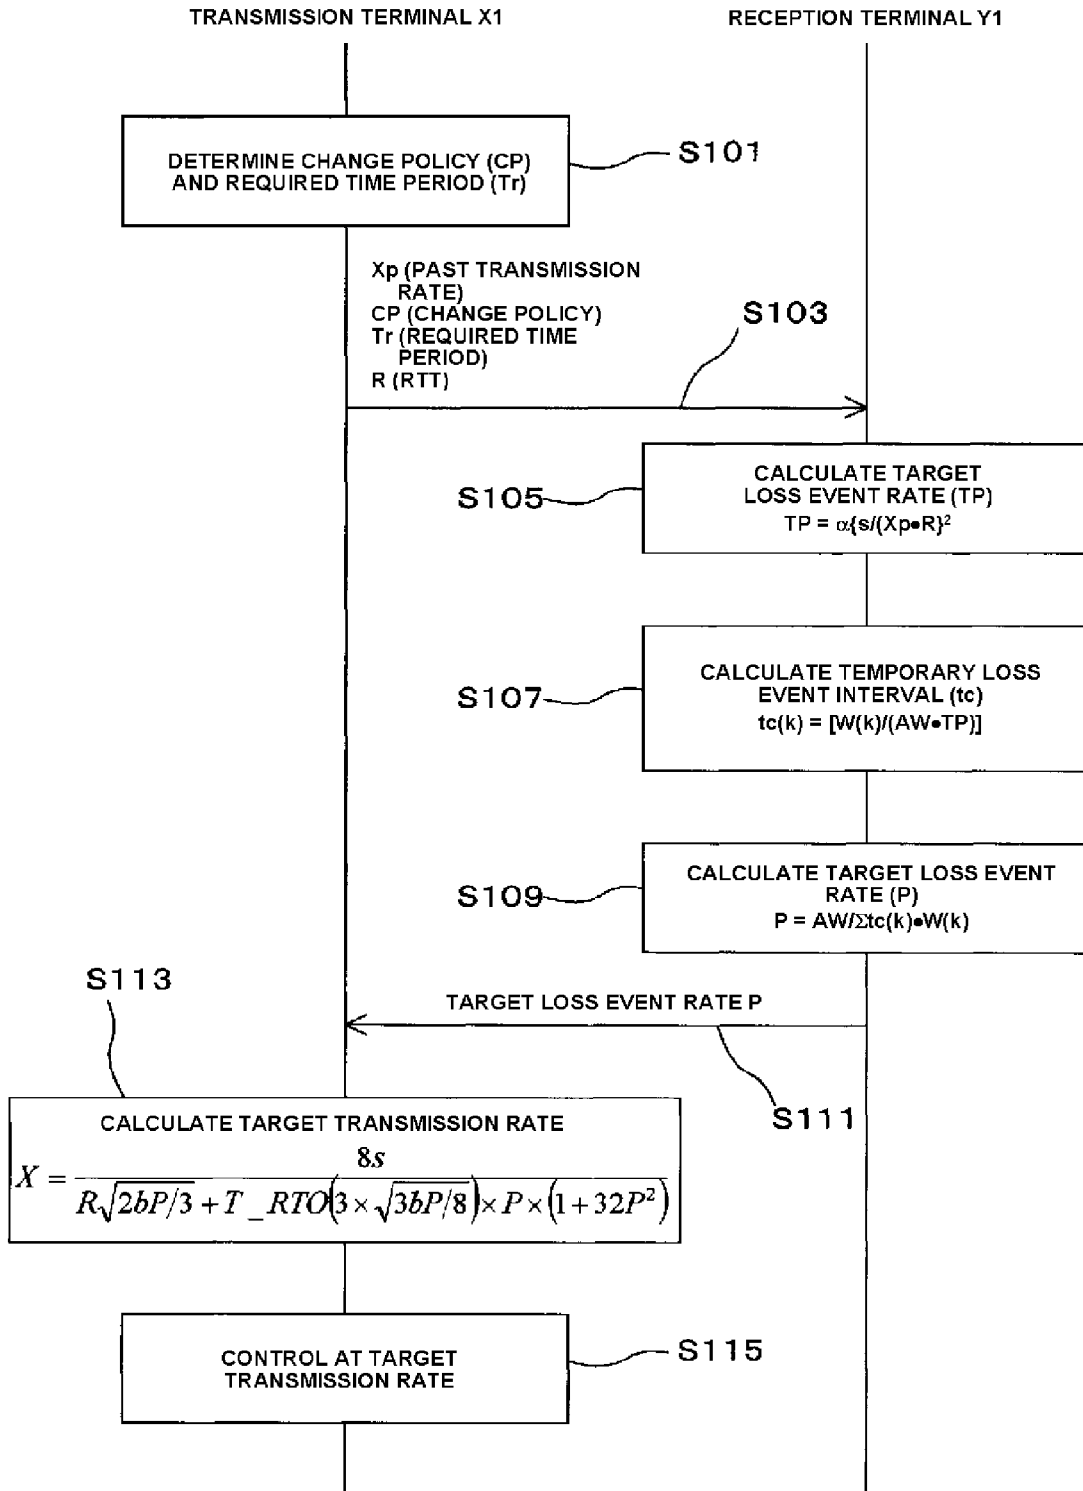 TRANSMISSION TERMINAL X1
RECEPTION TERMINAL Y1
DETERMINE CHANGE POLICY (CP)
AND REQUIRED TIME PERIOD (Tr)
S101
Xp (PAST TRANSMISSION
RATE)
CP (CHANGE POLICY)
Tr (REQUIRED TIME
PERIOD)
R (RTT)
S103
CALCULATE TARGET
LOSS EVENT RATE (TP)
TP = α{s/(Xp•R}²
S105
CALCULATE TEMPORARY LOSS
EVENT INTERVAL (tc)
tc(k) = [W(k)/(AW•TP)]
S107
CALCULATE TARGET LOSS EVENT
RATE (P)
P = AW/Σtc(k)•W(k)
S109
S113
TARGET LOSS EVENT RATE P
S111
CALCULATE TARGET TRANSMISSION RATE
X = 8s / R√2bP/3 + T_RTO(3 × √3bP/8) × P × (1 + 32P²)
CONTROL AT TARGET
TRANSMISSION RATE
S115